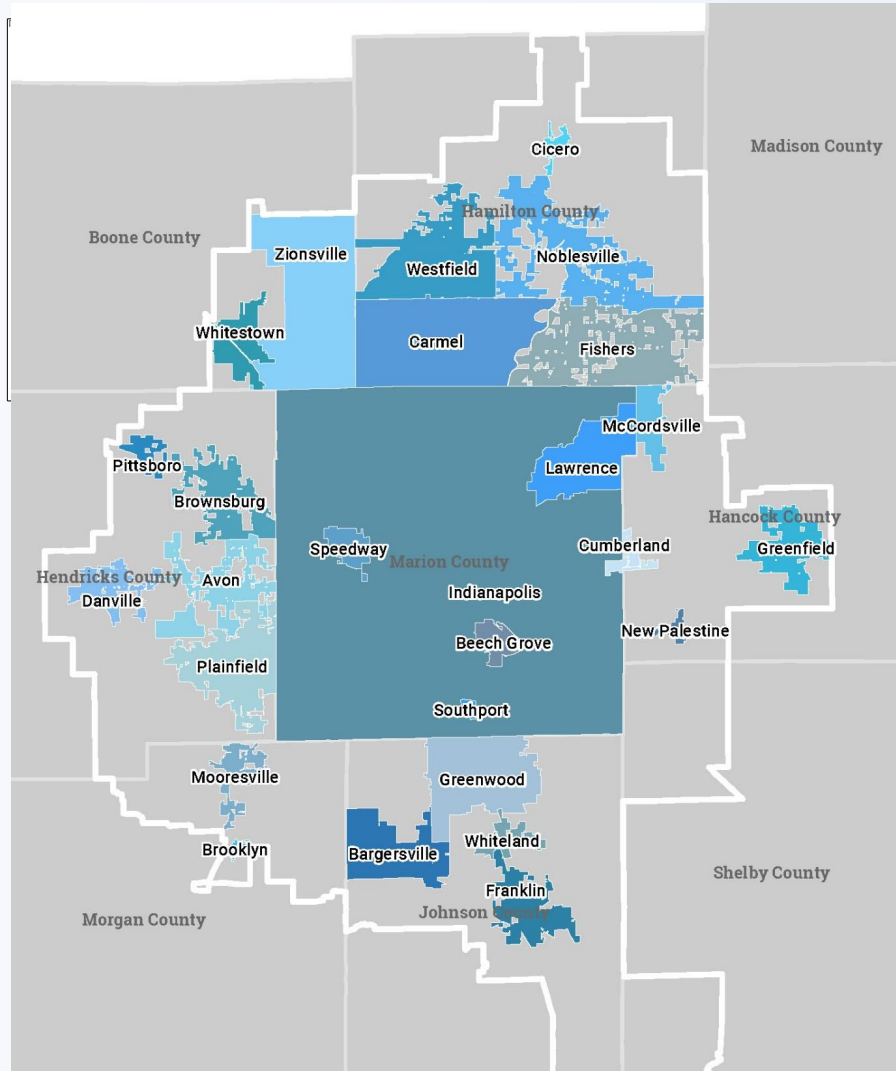 Cicero
Madison County
Hamilton County
Boone County
Zionsville
Noblesville
Westfield
Whitestown
Carmel
Fishers
McCordsville
Pittsboro
Lawrence
Brownsburg
Hancock County
Speedway
Cumberland
Greenfield
Marion County
Hendricks County
Avon
Indianapolis
Danville
New Palestine
Beech Grove
Plainfield
Southport
Mooresville
Greenwood
Whiteland
Brooklyn
Bargersville
Shelby County
Franklin
Johnson County
Morgan County